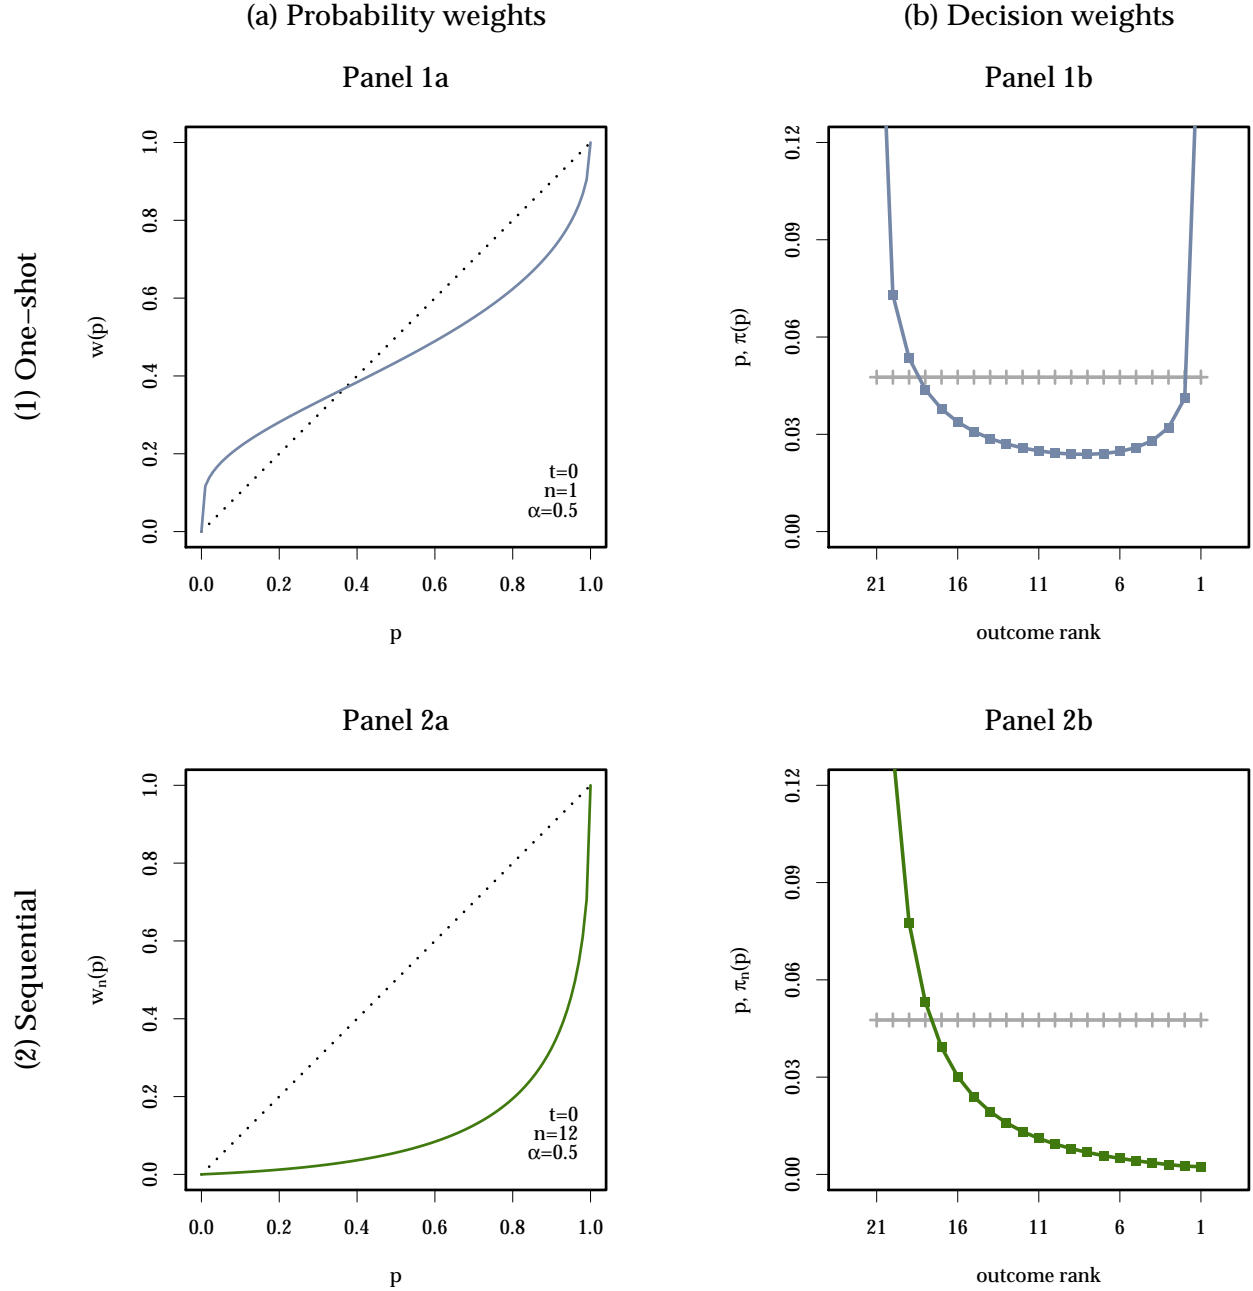 (a) Probability weights
(b) Decision weights
(1) One−shot
Panel 1a
w(p)
1.0
0.8
0.6
0.4
0.2
0.0
t=0
n=1
α=0.5
0.0 0.2 0.4 0.6 0.8 1.0
p
Panel 1b
p, π(p)
0.12
0.09
0.06
0.03
0.00
21 16 11 6 1
outcome rank
(2) Sequential
Panel 2a
wₙ(p)
1.0
0.8
0.6
0.4
0.2
0.0
t=0
n=12
α=0.5
0.0 0.2 0.4 0.6 0.8 1.0
p
Panel 2b
p, πₙ(p)
0.12
0.09
0.06
0.03
0.00
21 16 11 6 1
outcome rank